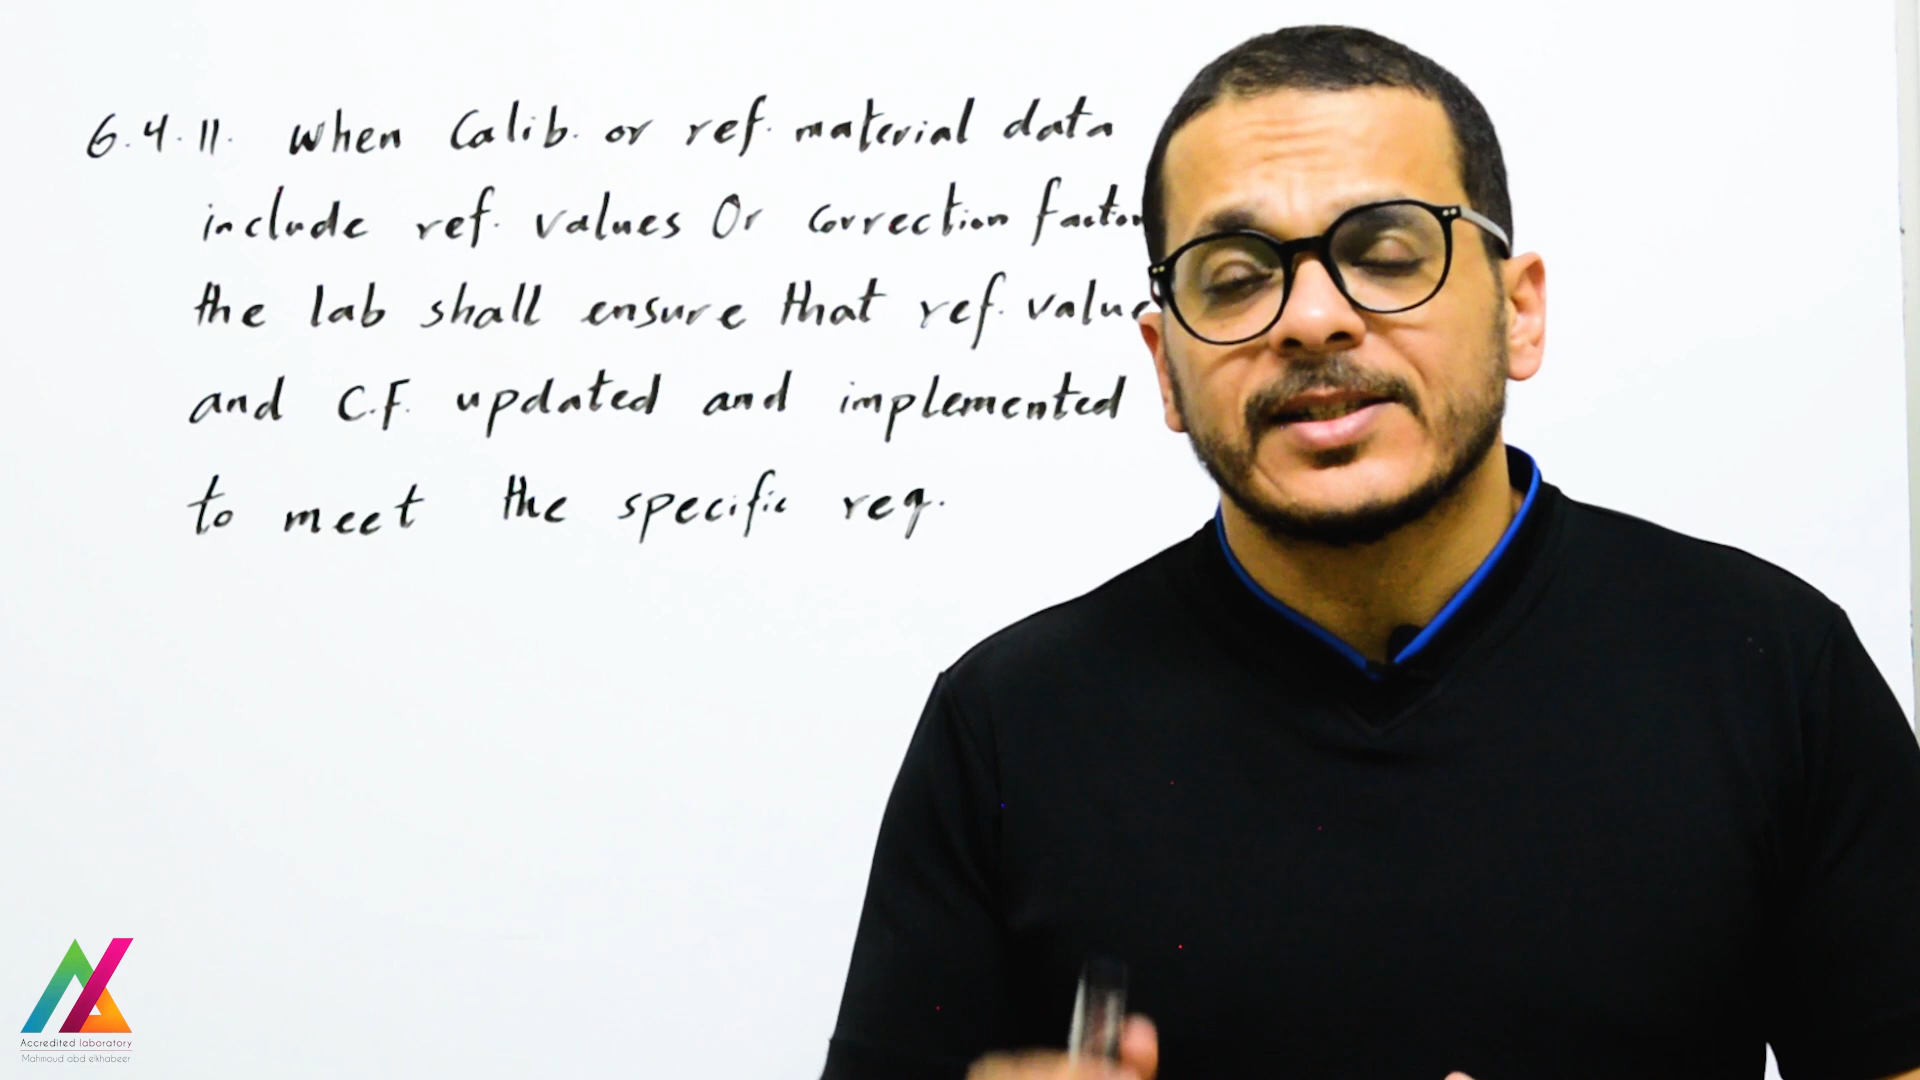 6.4.11. When Calib. or ref. material data
include ref. values Or correction factor
the lab shall ensure that ref. value
and C.F. updated and implemented
to meet the specific req.
Accredited laboratory
Mahmoud abd elkhabeer